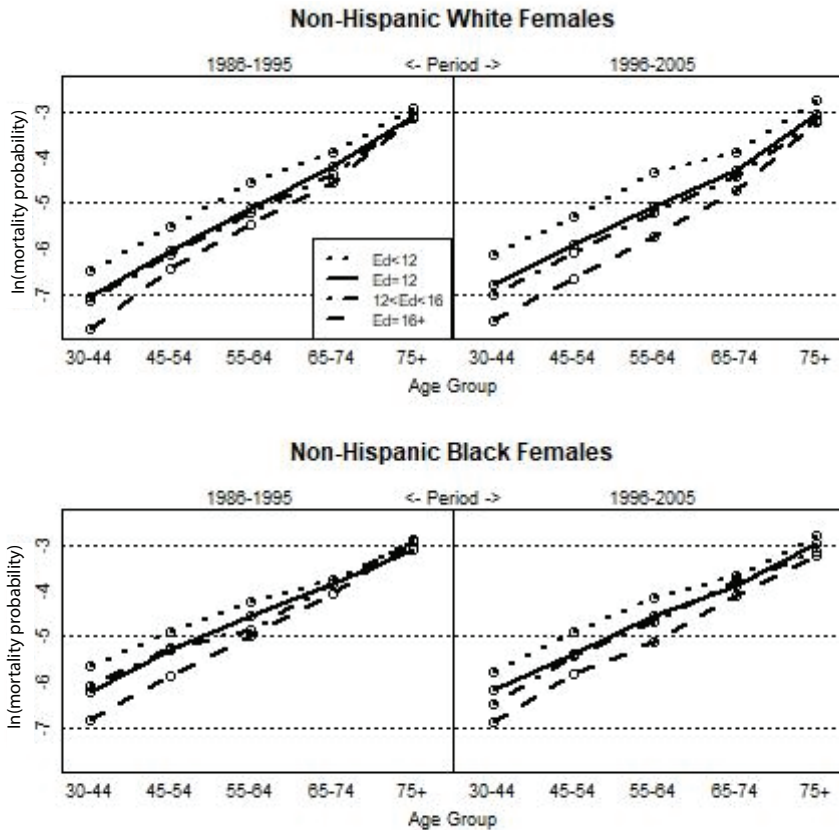 Non-Hispanic White Females
1986-1995 <- Period -> 1996-2005
ln(mortality probability)
-3
-4
-5
-6
-7
Ed<12
Ed=12
12<Ed<16
Ed=16+
30-44 45-54 55-64 65-74 75+ 30-44 45-54 55-64 65-74 75+
Age Group
Non-Hispanic Black Females
1986-1995 <- Period -> 1996-2005
ln(mortality probability)
-3
-4
-5
-6
-7
30-44 45-54 55-64 65-74 75+ 30-44 45-54 55-64 65-74 75+
Age Group